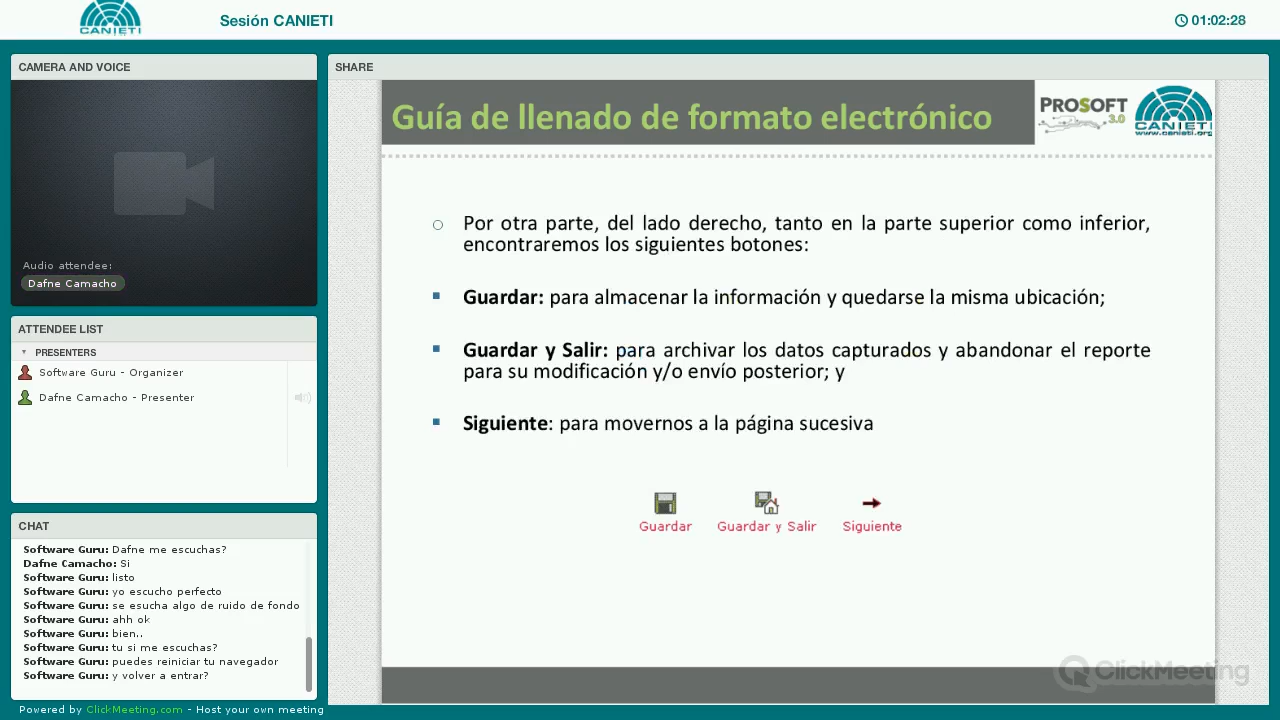 CANIETI
Sesión CANIETI
01:02:28
CAMERA AND VOICE
Audio attendee:
Dafne Camacho
ATTENDEE LIST
PRESENTERS
Software Guru - Organizer
Dafne Camacho - Presenter
CHAT
Software Guru: Dafne me escuchas?
Dafne Camacho: Si
Software Guru: listo
Software Guru: yo escucho perfecto
Software Guru: se esucha algo de ruido de fondo
Software Guru: ahh ok
Software Guru: bien..
Software Guru: tu si me escuchas?
Software Guru: puedes reiniciar tu navegador
Software Guru: y volver a entrar?
Powered by ClickMeeting.com - Host your own meeting
SHARE
Guía de llenado de formato electrónico
PROSOFT
3.0
CANIETI
www.canieti.org
Por otra parte, del lado derecho, tanto en la parte superior como inferior,
encontraremos los siguientes botones:
Guardar: para almacenar la información y quedarse la misma ubicación;
Guardar y Salir: para archivar los datos capturados y abandonar el reporte
para su modificación y/o envío posterior; y
Siguiente: para movernos a la página sucesiva
Guardar
Guardar y Salir
Siguiente
ClickMeeting